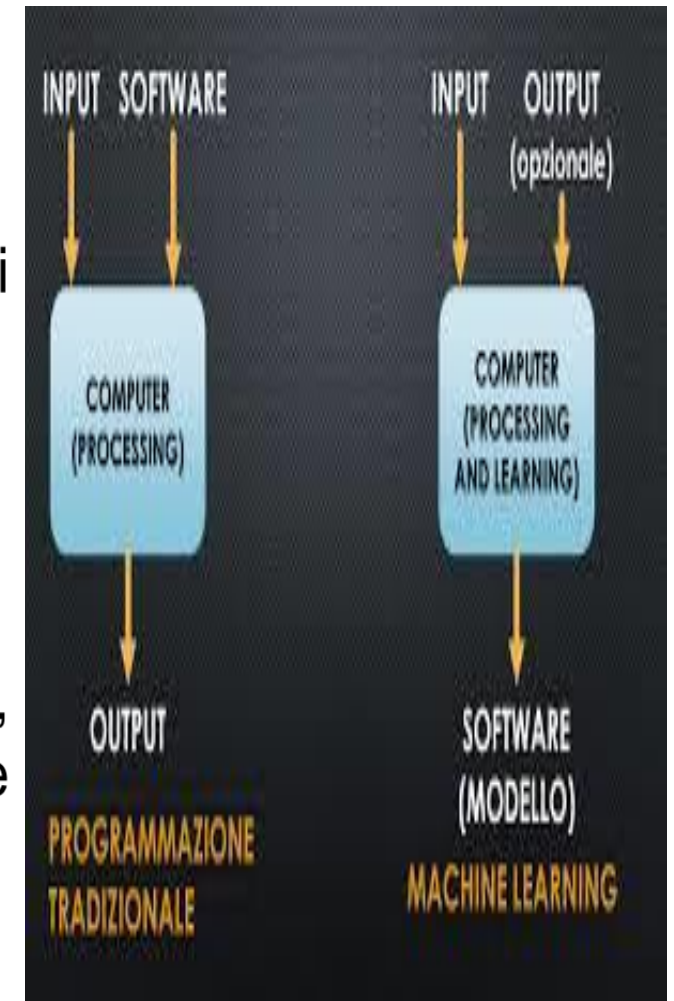 INPUT SOFTWARE
COMPUTER
(PROCESSING)
OUTPUT
PROGRAMMAZIONE
TRADIZIONALE
INPUT OUTPUT
(opzionale)
COMPUTER
(PROCESSING
AND LEARNING)
SOFTWARE
(MODELLO)
MACHINE LEARNING
i
,
e